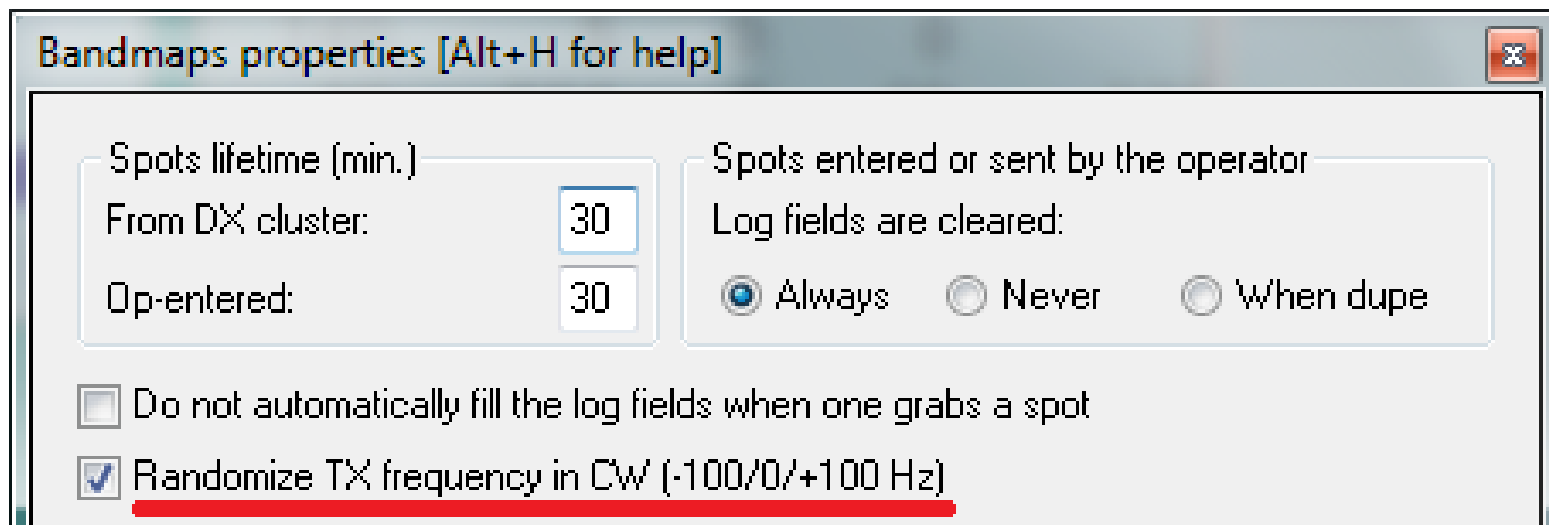 Bandmaps properties [Alt+H for help]
Spots lifetime (min.)
From DX cluster: 30
Op-entered: 30
Spots entered or sent by the operator
Log fields are cleared:
Always Never When dupe
Do not automatically fill the log fields when one grabs a spot
Randomize TX frequency in CW (-100/0/+100 Hz)